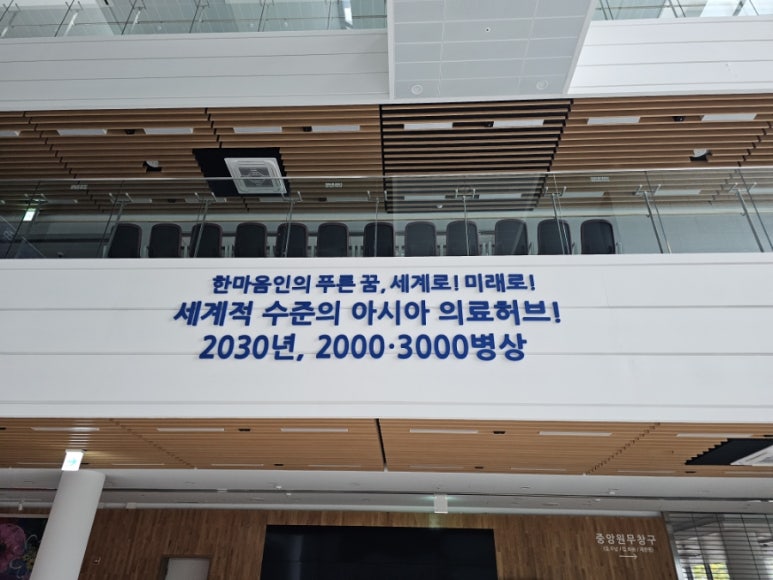 한마음인의 푸른 꿈, 세계로! 미래로!
세계적 수준의 아시아 의료허브!
2030년, 2000·3000병상
중앙원무창구